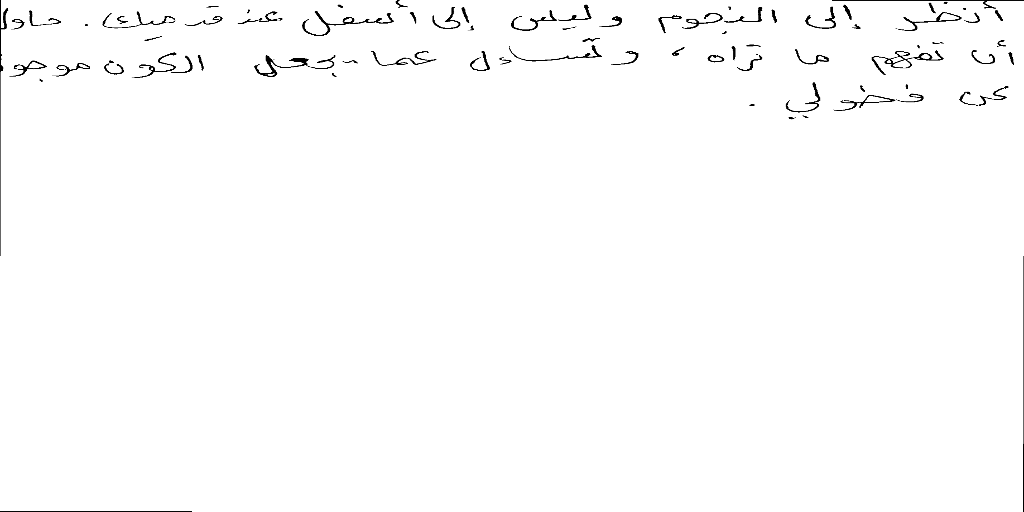 أنظر إلى النجوم وليس إلى أسفل عند قدميك. حاول
أن تفهم ما تراه، وتساءل عما يجعل الكون موجو
كن فضولي.